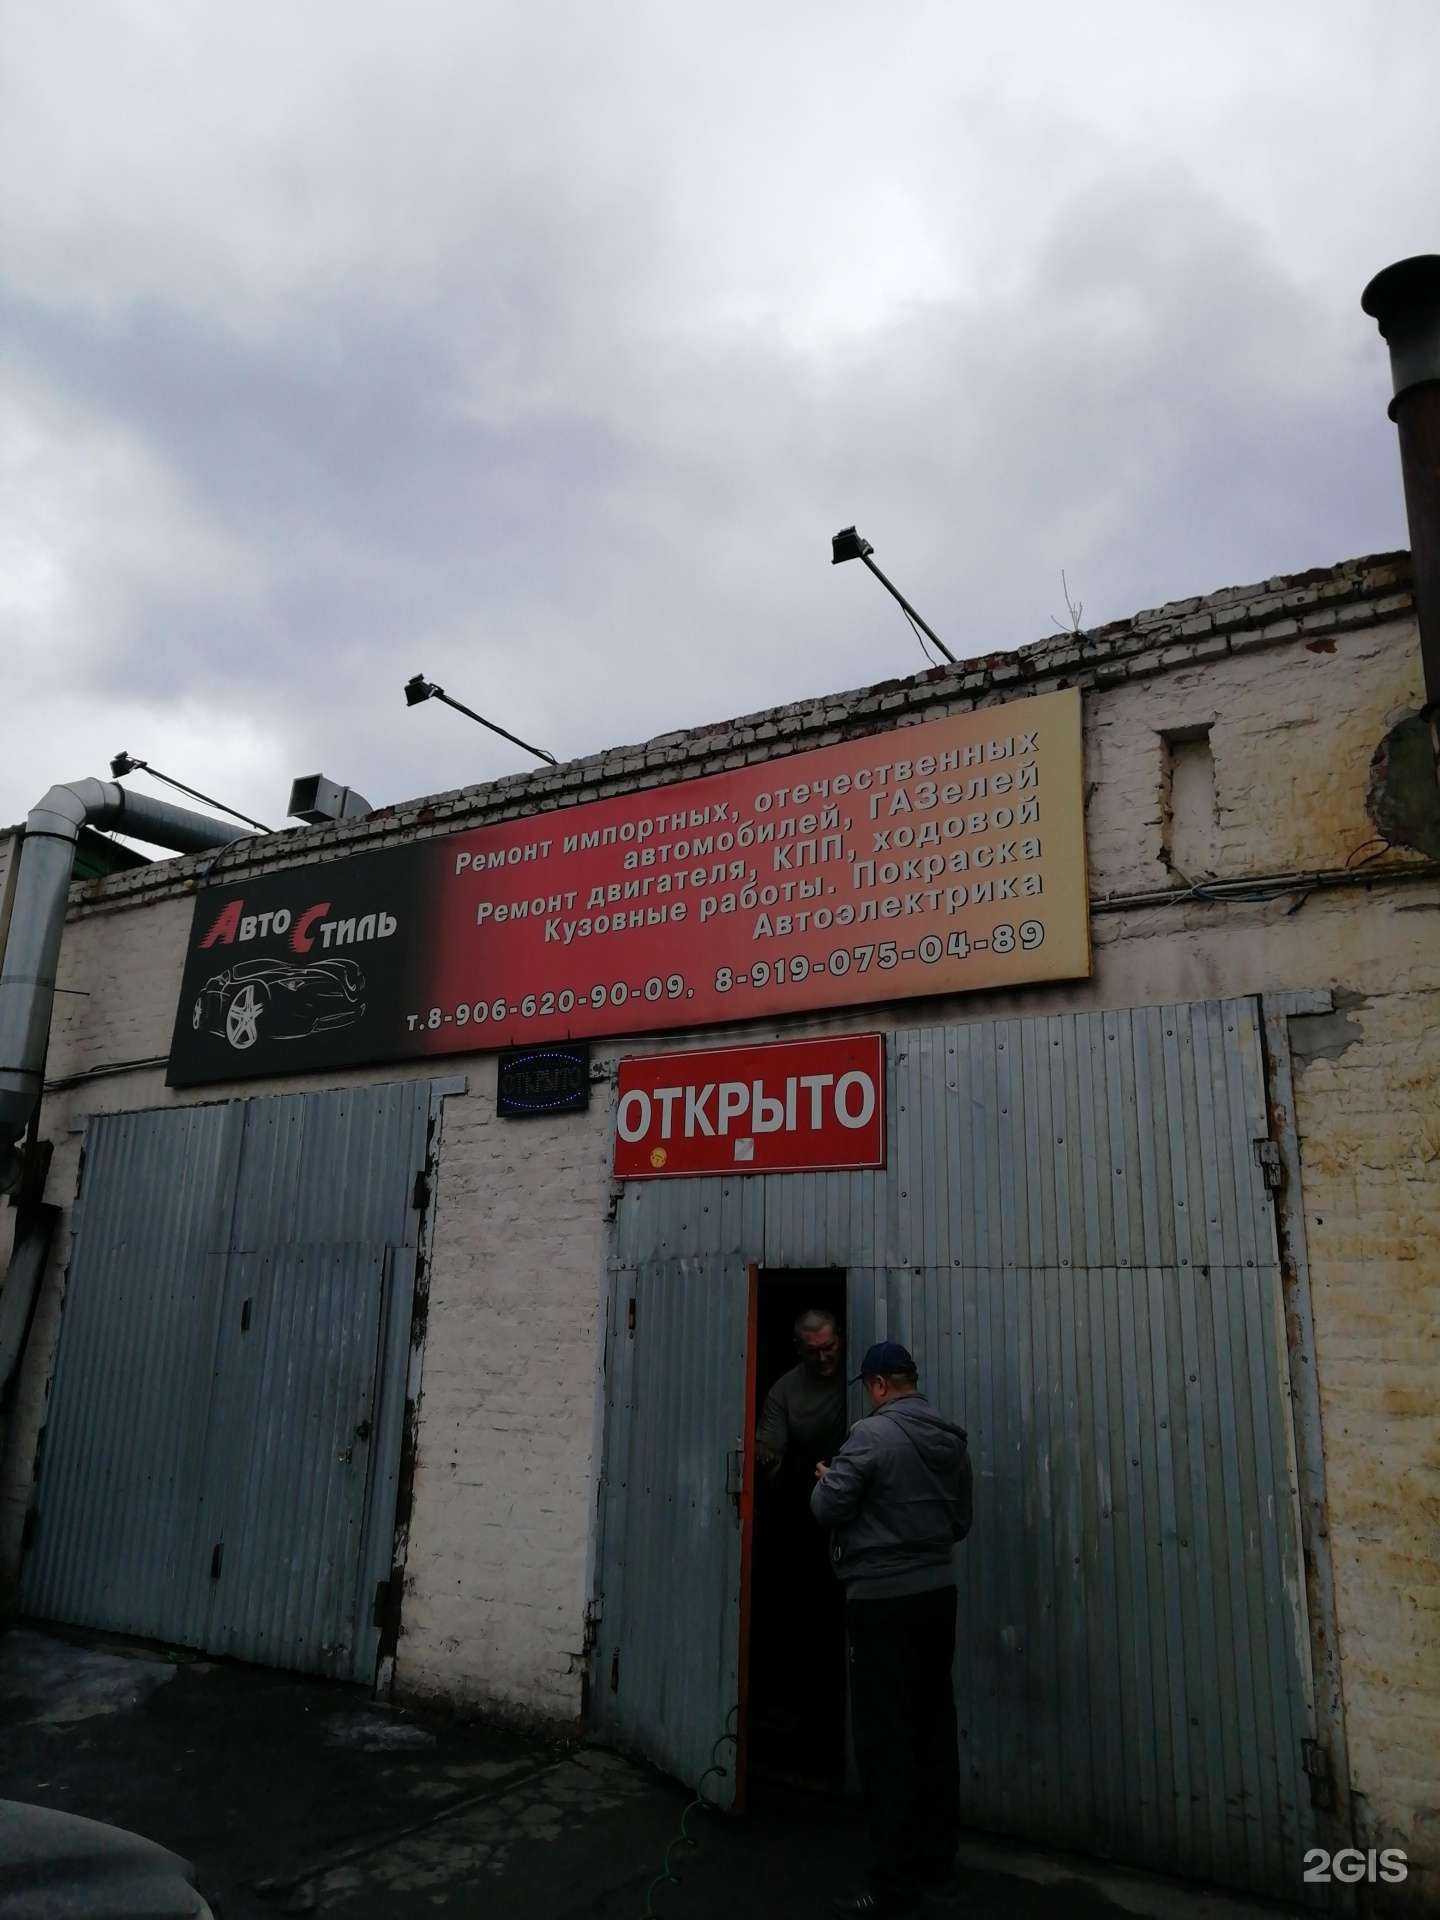 Авто Стиль
Ремонт импортных, отечественных
автомобилей, ГАЗелей
Ремонт двигателя, КПП, ходовой
Кузовные работы. Покраска
Автоэлектрика
т.8-906-620-90-09, 8-919-075-04-89
ОТКРЫТО
ОТКРЫТО
2GIS